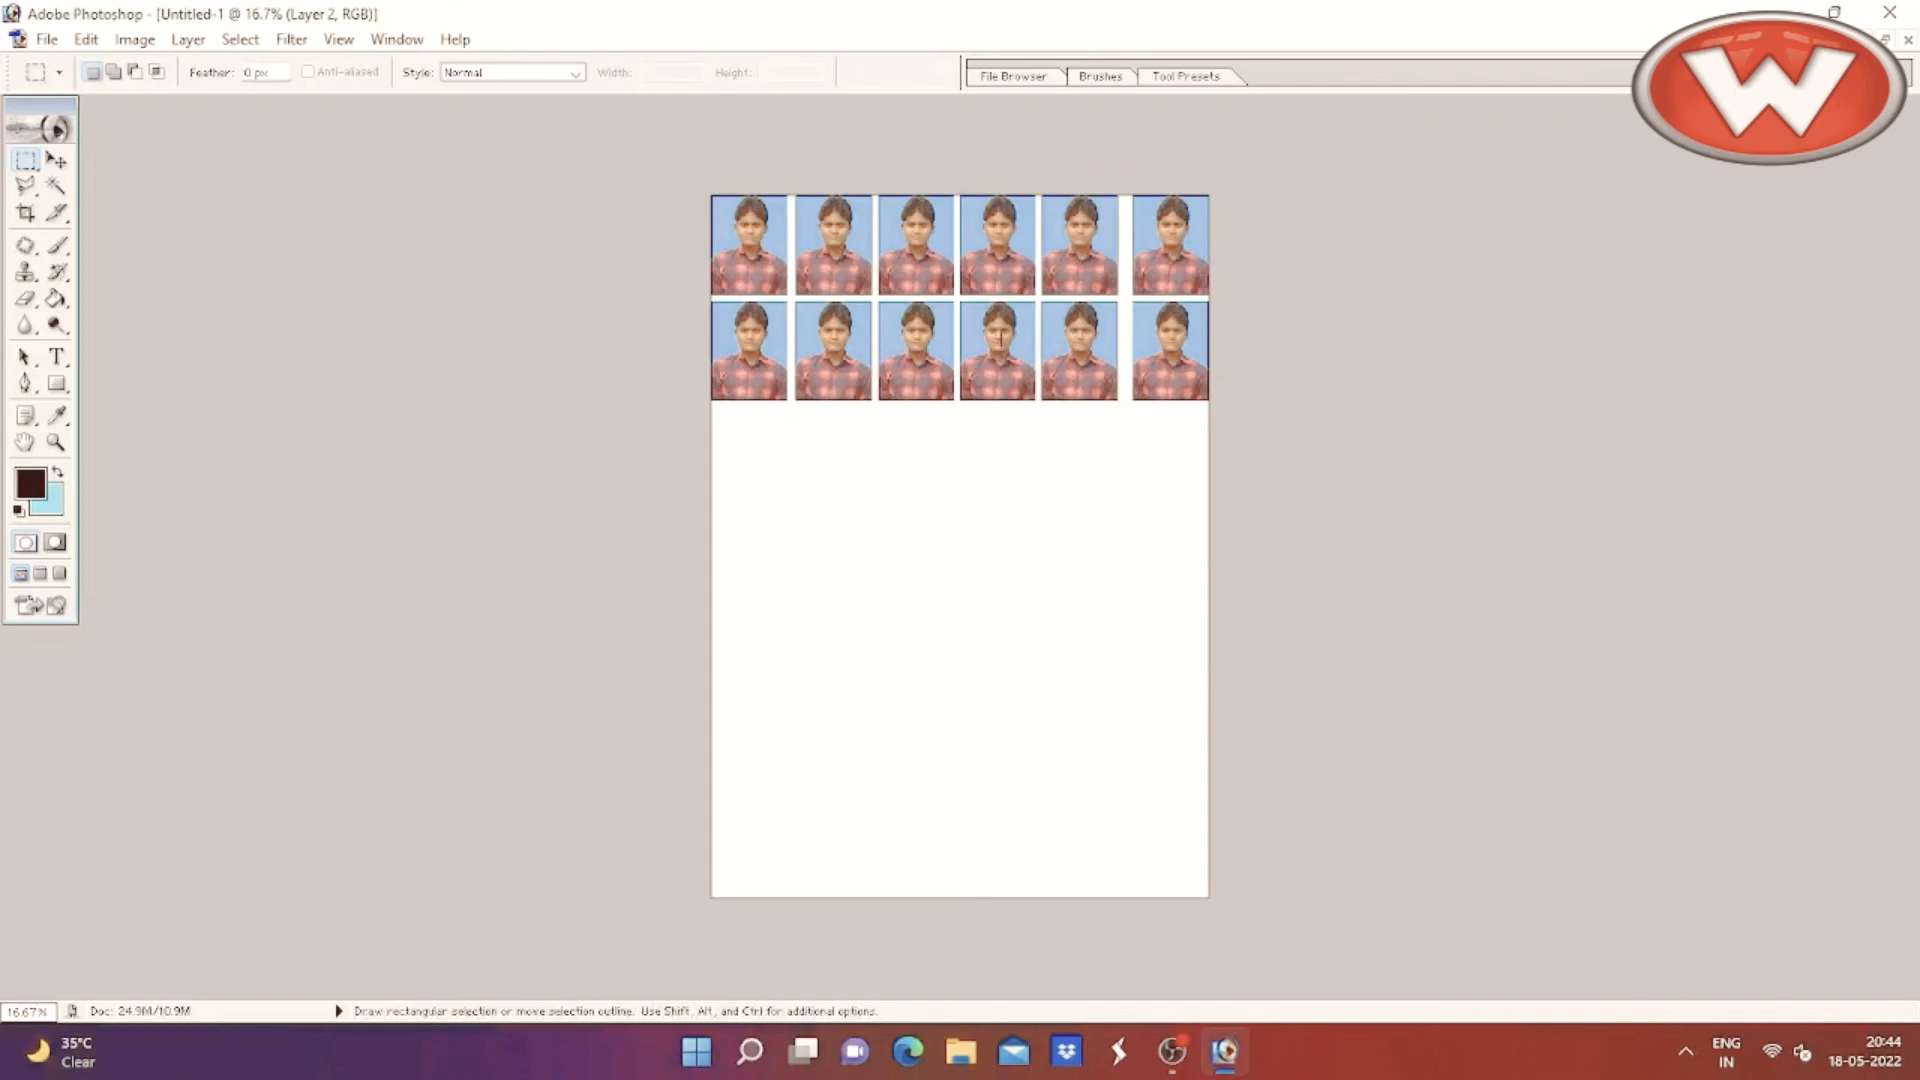 Adobe Photoshop - [Untitled-1 @ 16.7% (Layer 2, RGB)]
File Edit Image Layer Select Filter View Window Help
Feather: 0 px Anti-aliased Style: Normal Width: Height: File Browser Brushes Tool Presets
W
T
16.67% Doc: 24.9M/10.9M Draw rectangular selection or move selection outline. Use Shift, Alt, and Ctrl for additional options.
35°C
Clear
ENG
IN
20:44
18-05-2022